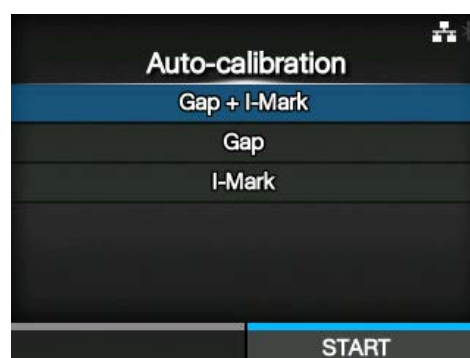 Auto-calibration
Gap + I-Mark
Gap
I-Mark
START